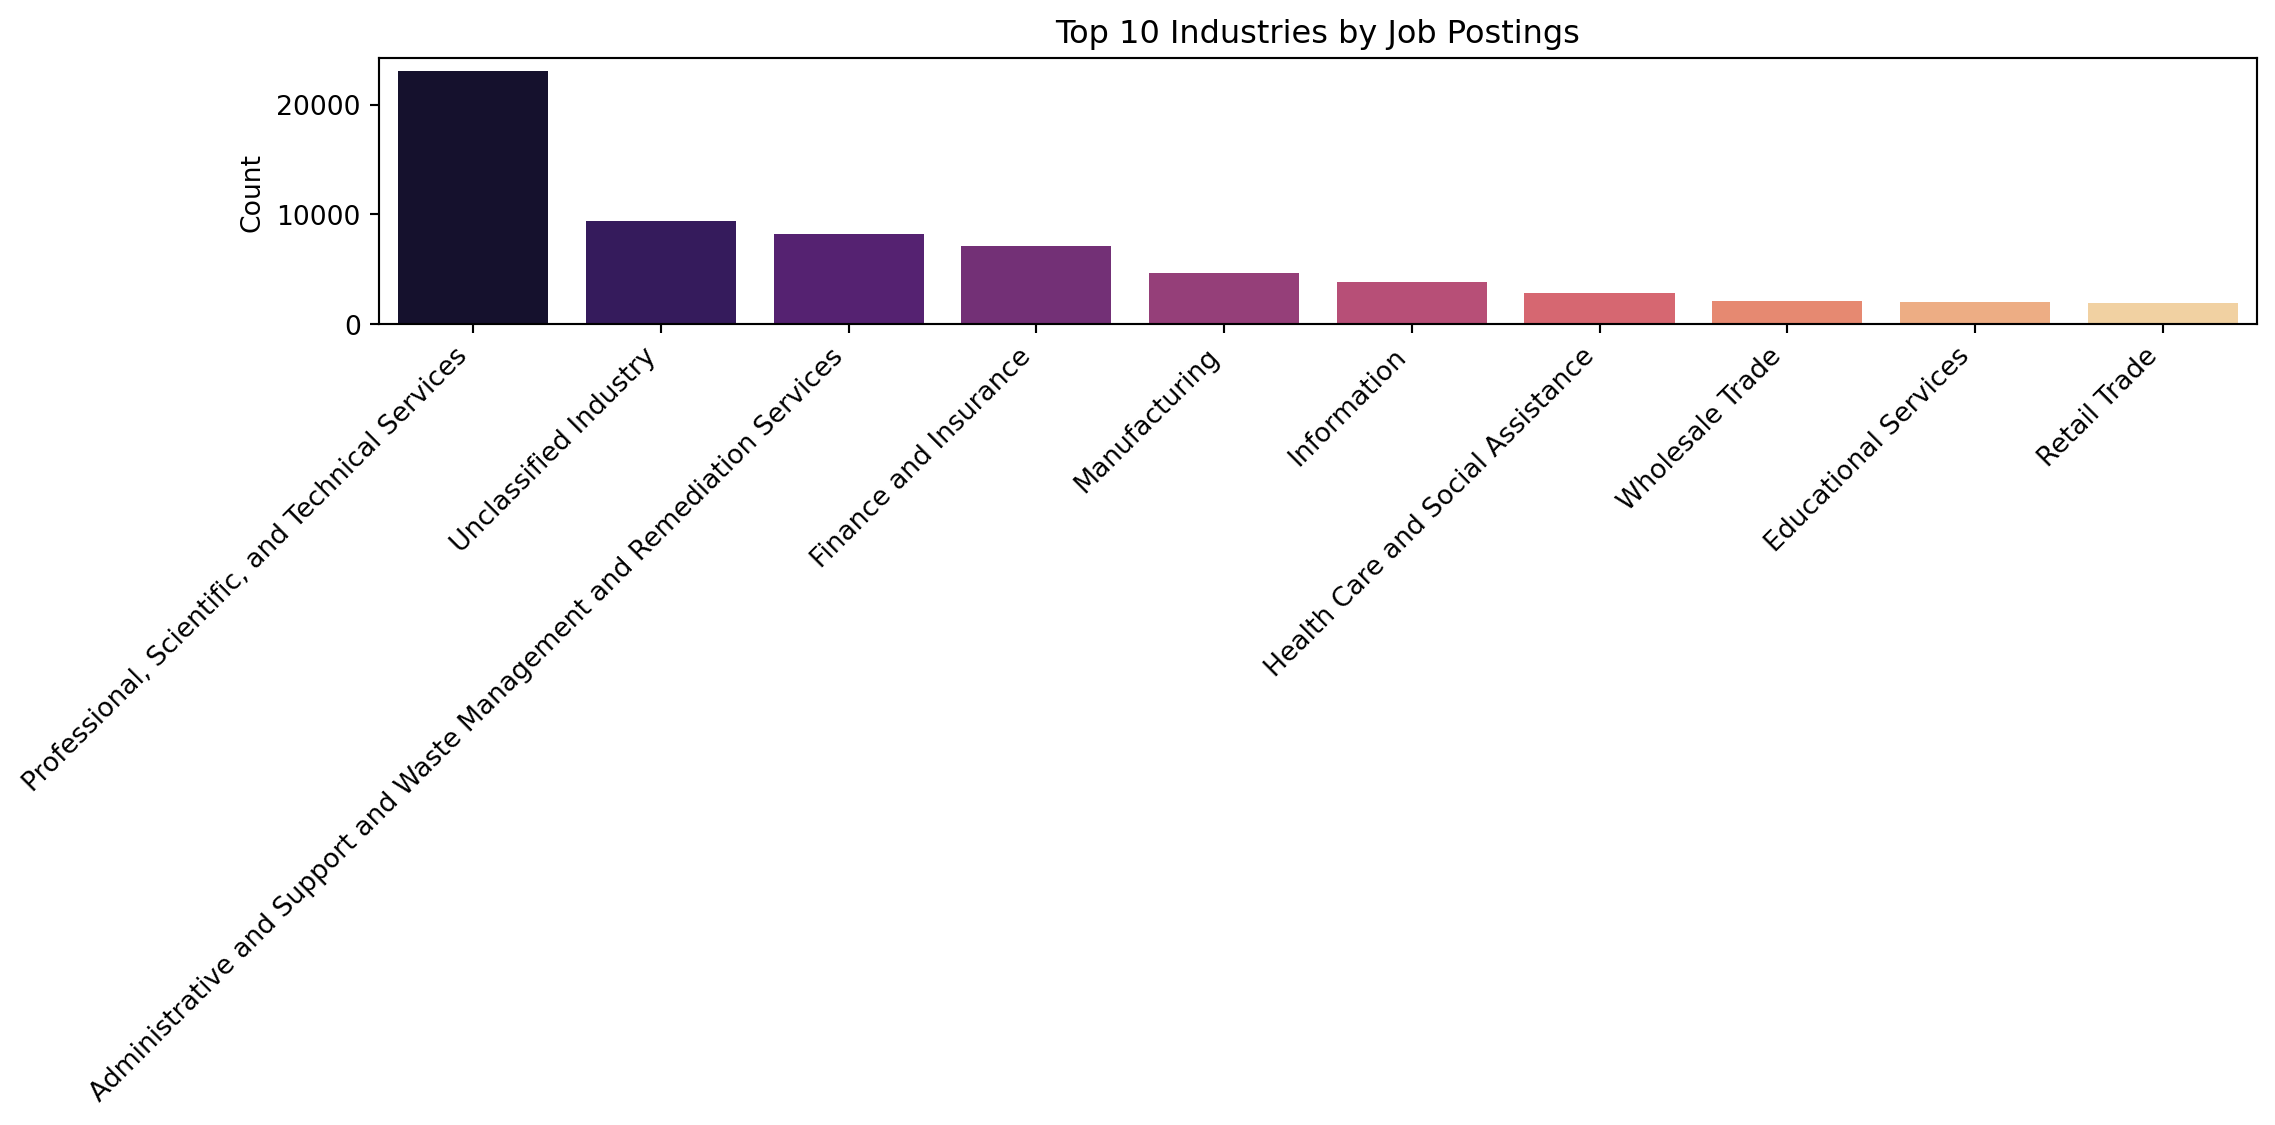 Top 10 Industries by Job Postings
Count
20000
10000
0
Professional, Scientific, and Technical Services
Unclassified Industry
Administrative and Support and Waste Management and Remediation Services
Finance and Insurance
Manufacturing
Information
Health Care and Social Assistance
Wholesale Trade
Educational Services
Retail Trade